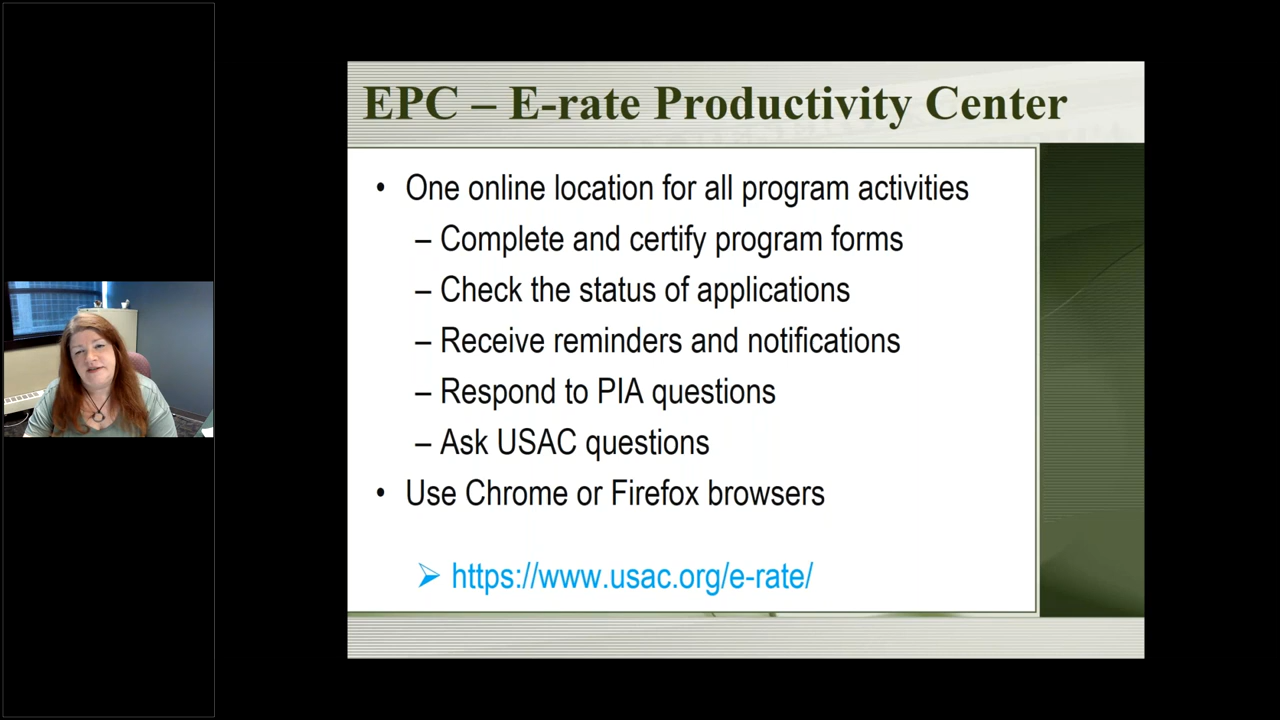 EPC – E-rate Productivity Center
• One online location for all program activities
– Complete and certify program forms
– Check the status of applications
– Receive reminders and notifications
– Respond to PIA questions
– Ask USAC questions
• Use Chrome or Firefox browsers
➢ https://www.usac.org/e-rate/